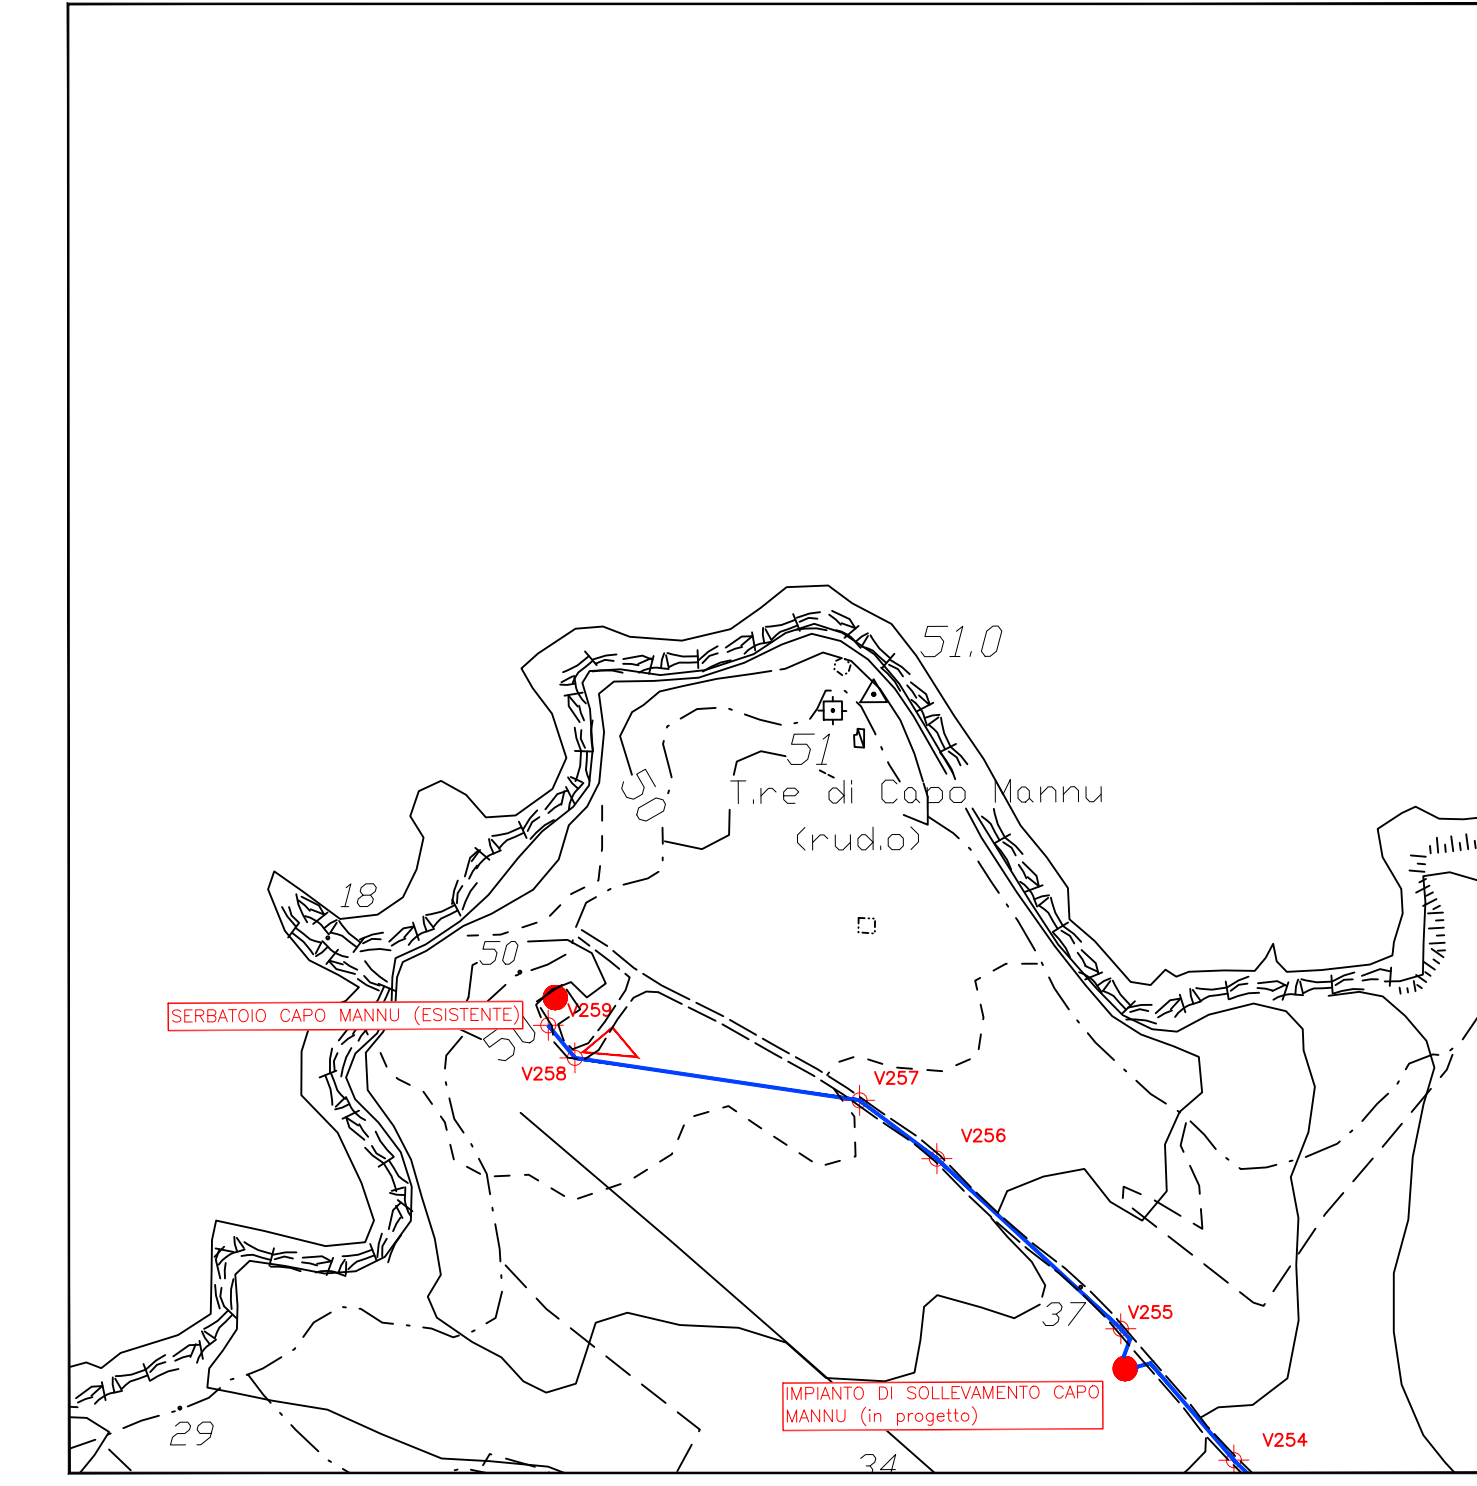 51.0
51
50
T.re di Capo Mannu
(rud.o)
18
50
SERBATOIO CAPO MANNU (ESISTENTE)
V259
50
V258
V257
V256
37
V255
IMPIANTO DI SOLLEVAMENTO CAPO
MANNU (in progetto)
29
V254
34